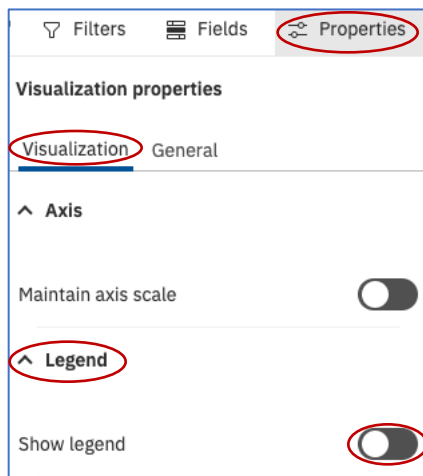 Filters Fields Properties
Visualization properties
Visualization General
Axis
Maintain axis scale
Legend
Show legend